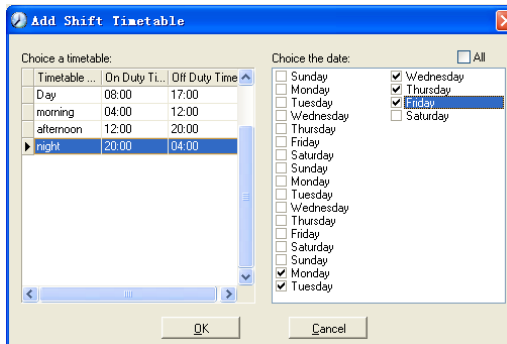 Add Shift Timetable
Choice a timetable:
Timetable ... On Duty Ti... Off Duty Time
Day 08:00 17:00
morning 04:00 12:00
afternoon 12:00 20:00
night 20:00 04:00
Choice the date:
All
Sunday
Monday
Tuesday
Wednesday
Thursday
Friday
Saturday
Sunday
Monday
Tuesday
Wednesday
Thursday
Friday
Saturday
Sunday
Monday
Tuesday
Wednesday
Thursday
Friday
Saturday
OK
Cancel